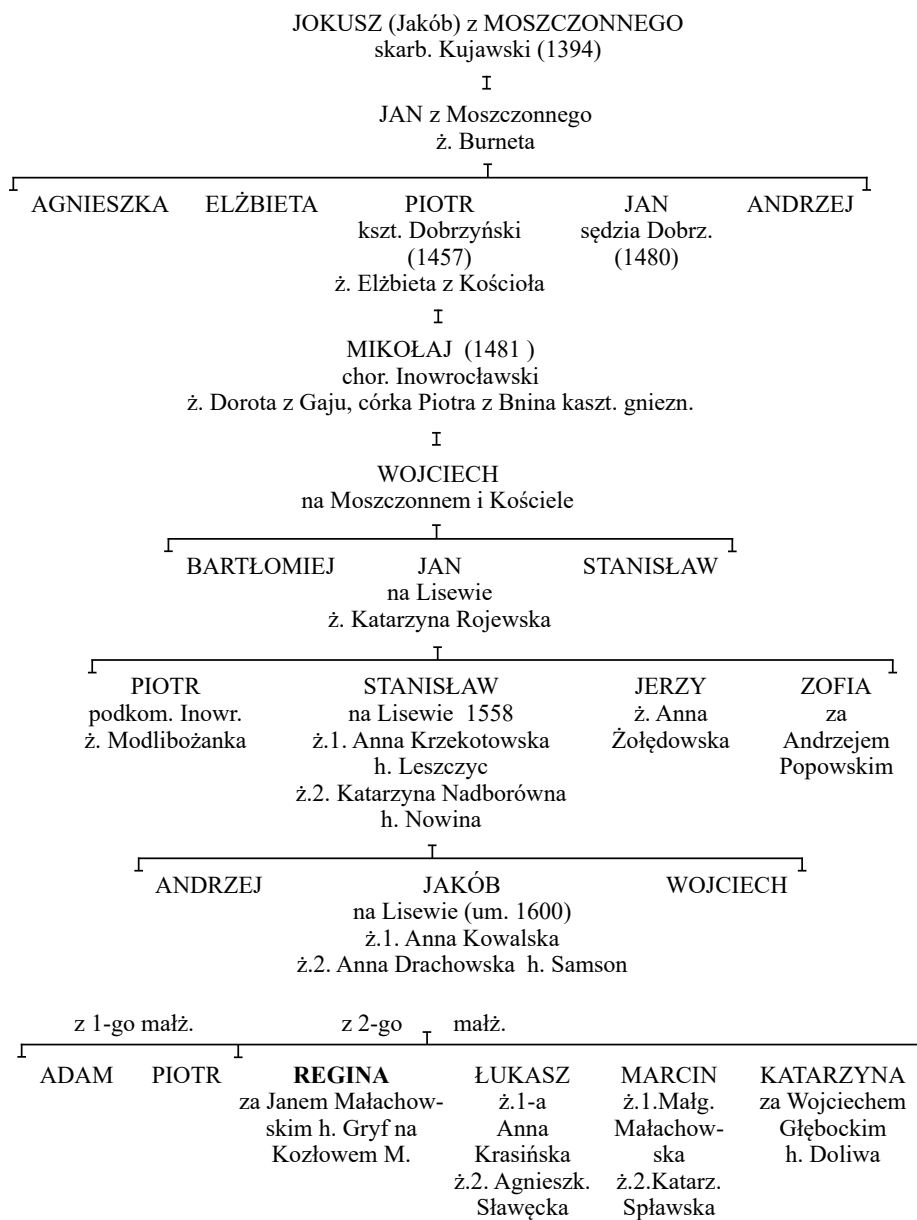 JOKUSZ (Jakób) z MOSZCZONNEGO
skarb. Kujawski (1394)
JAN z Moszczonnego
ż. Burneta
AGNIESZKA ELŻBIETA PIOTR JAN ANDRZEJ
kszt. Dobrzyński sędzia Dobrz.
(1457) (1480)
ż. Elżbieta z Kościoła
MIKOŁAJ (1481 )
chor. Inowrocławski
ż. Dorota z Gaju, córka Piotra z Bnina kaszt. gniezn.
WOJCIECH
na Moszczonnem i Kościele
BARTŁOMIEJ JAN STANISŁAW
na Lisewie
ż. Katarzyna Rojewska
PIOTR STANISŁAW JERZY ZOFIA
podkom. Inowr. na Lisewie 1558 ż. Anna za
ż. Modlibożanka ż.1. Anna Krzekotowska Żołędowska Andrzejem
h. Leszczyc Popowskim
ż.2. Katarzyna Nadborówna
h. Nowina
ANDRZEJ JAKÓB WOJCIECH
na Lisewie (um. 1600)
ż.1. Anna Kowalska
ż.2. Anna Drachowska h. Samson
z 1-go małż. z 2-go małż.
ADAM PIOTR REGINA ŁUKASZ MARCIN KATARZYNA
za Janem Małachow- ż.1-a ż.1.Małg. za Wojciechem
skim h. Gryf na Anna Małachow- Głębockim
Kozłowem M. Krasińska ska h. Doliwa
ż.2. Agnieszk. ż.2.Katarz.
Sławęcka Spławska